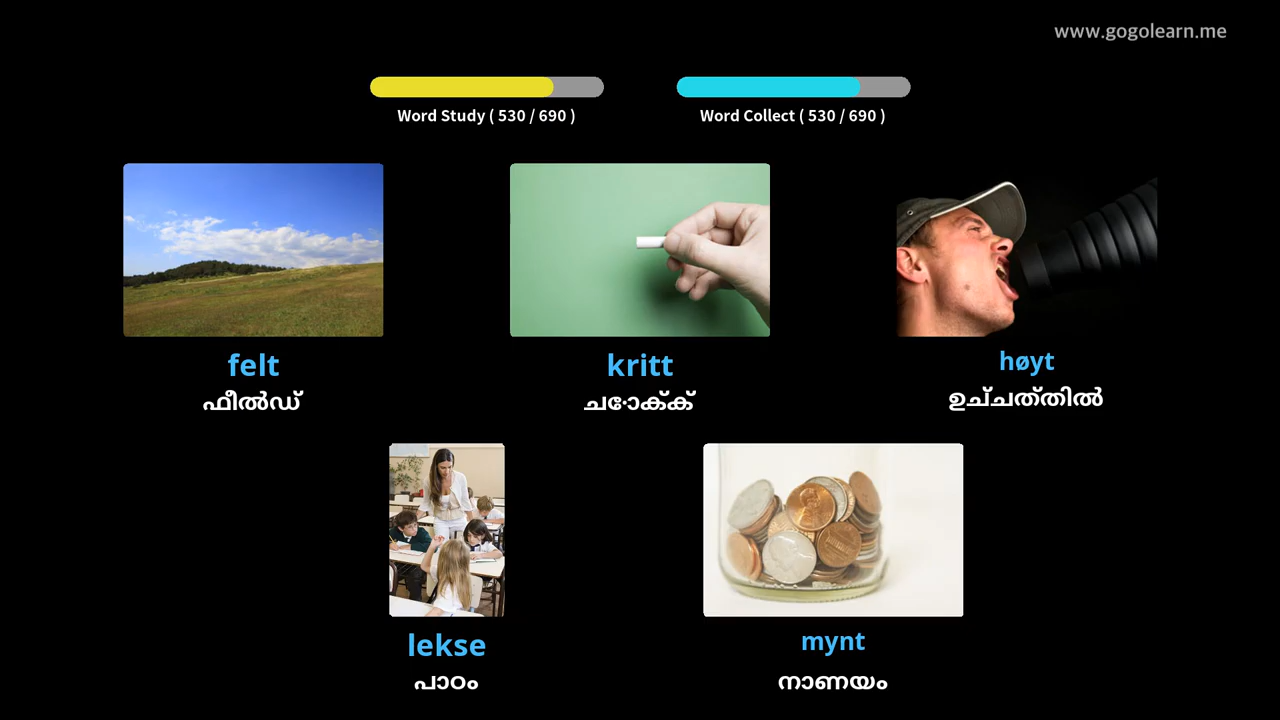 www.gogolearn.me
Word Study ( 530 / 690 )
Word Collect ( 530 / 690 )
felt
ഫീൽഡ്
kritt
ചോക്ക്
høyt
ഉച്ചത്തിൽ
lekse
പാഠം
mynt
നാണയം